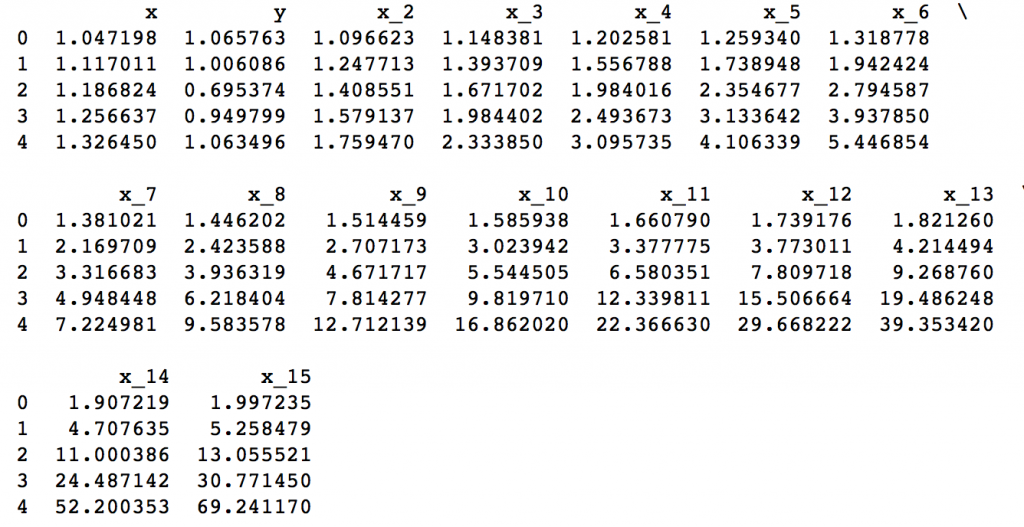 x y x_2 x_3 x_4 x_5 x_6 \
0 1.047198 1.065763 1.096623 1.148381 1.202581 1.259340 1.318778
1 1.117011 1.006086 1.247713 1.393709 1.556788 1.738948 1.942424
2 1.186824 0.695374 1.408551 1.671702 1.984016 2.354677 2.794587
3 1.256637 0.949799 1.579137 1.984402 2.493673 3.133642 3.937850
4 1.326450 1.063496 1.759470 2.333850 3.095735 4.106339 5.446854
x_7 x_8 x_9 x_10 x_11 x_12 x_13 \
0 1.381021 1.446202 1.514459 1.585938 1.660790 1.739176 1.821260
1 2.169709 2.423588 2.707173 3.023942 3.377775 3.773011 4.214494
2 3.316683 3.936319 4.671717 5.544505 6.580351 7.809718 9.268760
3 4.948448 6.218404 7.814277 9.819710 12.339811 15.506664 19.486248
4 7.224981 9.583578 12.712139 16.862020 22.366630 29.668222 39.353420
x_14 x_15
0 1.907219 1.997235
1 4.707635 5.258479
2 11.000386 13.055521
3 24.487142 30.771450
4 52.200353 69.241170